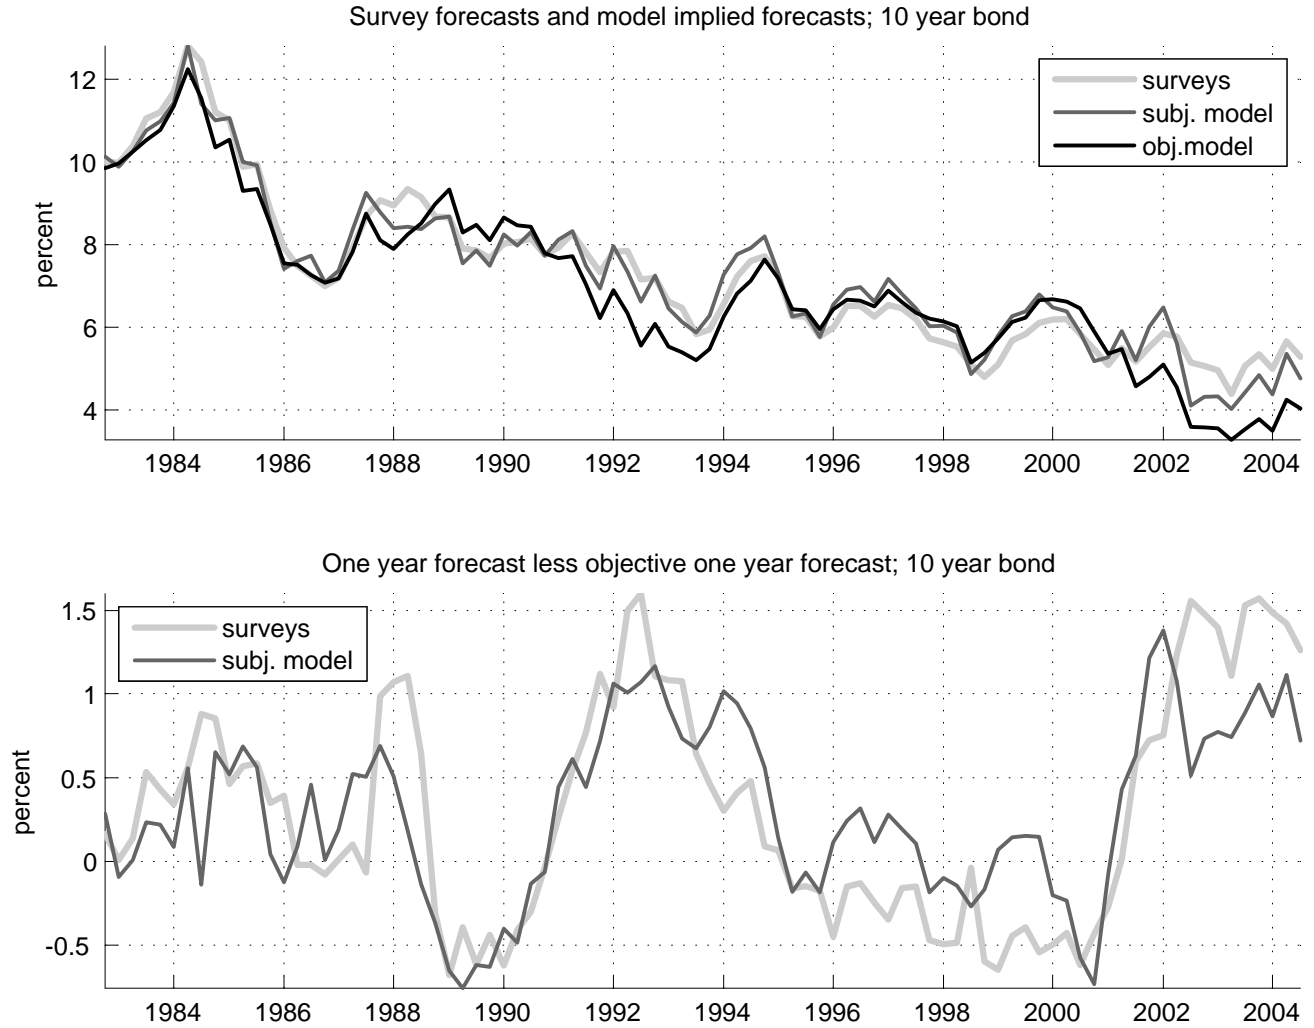 Survey forecasts and model implied forecasts; 10 year bond
percent
12
10
8
6
4
surveys
subj. model
obj.model
1984 1986 1988 1990 1992 1994 1996 1998 2000 2002 2004
One year forecast less objective one year forecast; 10 year bond
percent
1.5
1
0.5
0
-0.5
surveys
subj. model
1984 1986 1988 1990 1992 1994 1996 1998 2000 2002 2004